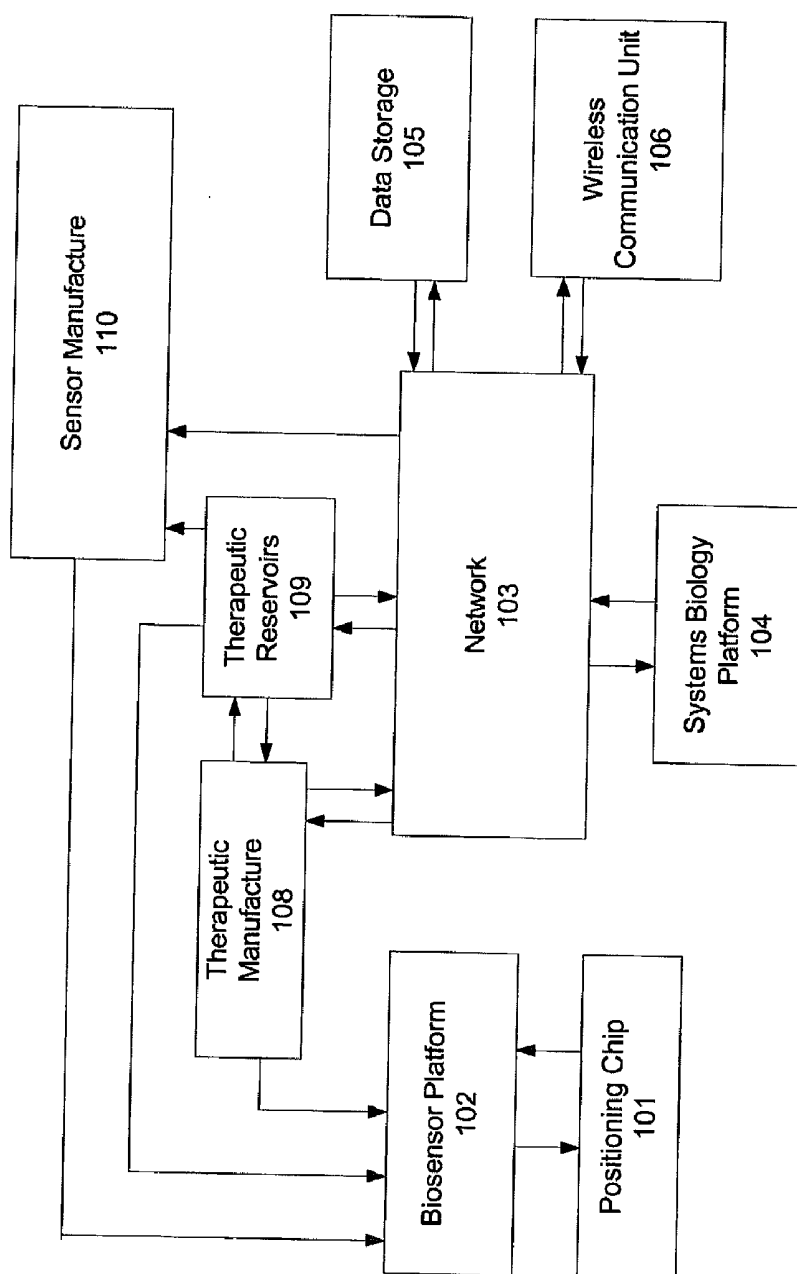 Sensor Manufacture
110
Data Storage
105
Wireless
Communication Unit
106
Therapeutic
Reservoirs
109
Network
103
Systems Biology
Platform
104
Therapeutic
Manufacture
108
Biosensor Platform
102
Positioning Chip
101